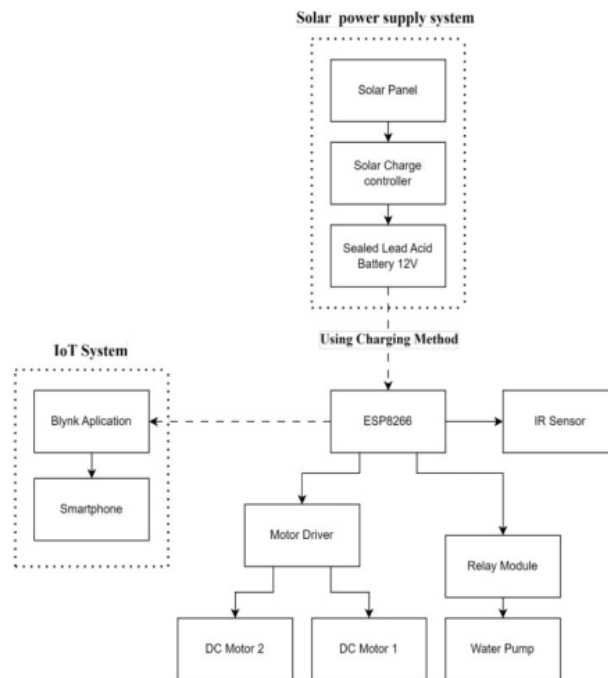 Solar power supply system
Solar Panel
Solar Charge
controller
Sealed Lead Acid
Battery 12V
Using Charging Method
IoT System
Blynk Aplication
ESP8266
IR Sensor
Smartphone
Motor Driver
Relay Module
DC Motor 2
DC Motor 1
Water Pump